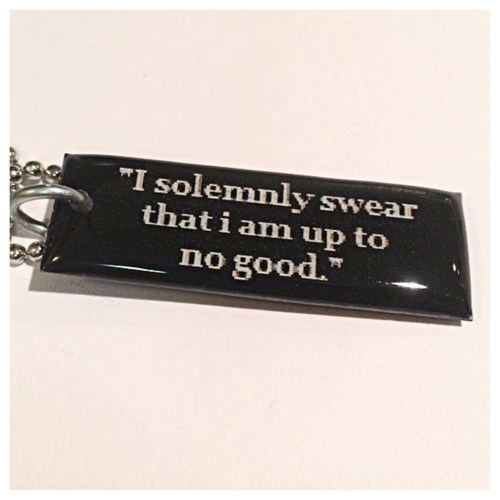 "I solemnly swear
that i am up to
no good."